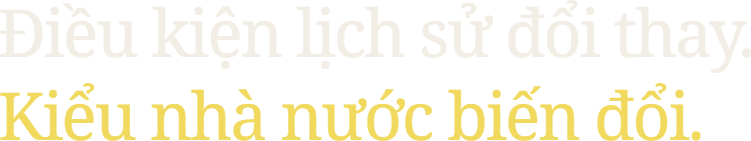 Điều kiện lịch sử đổi thay.
Kiểu nhà nước biến đổi.